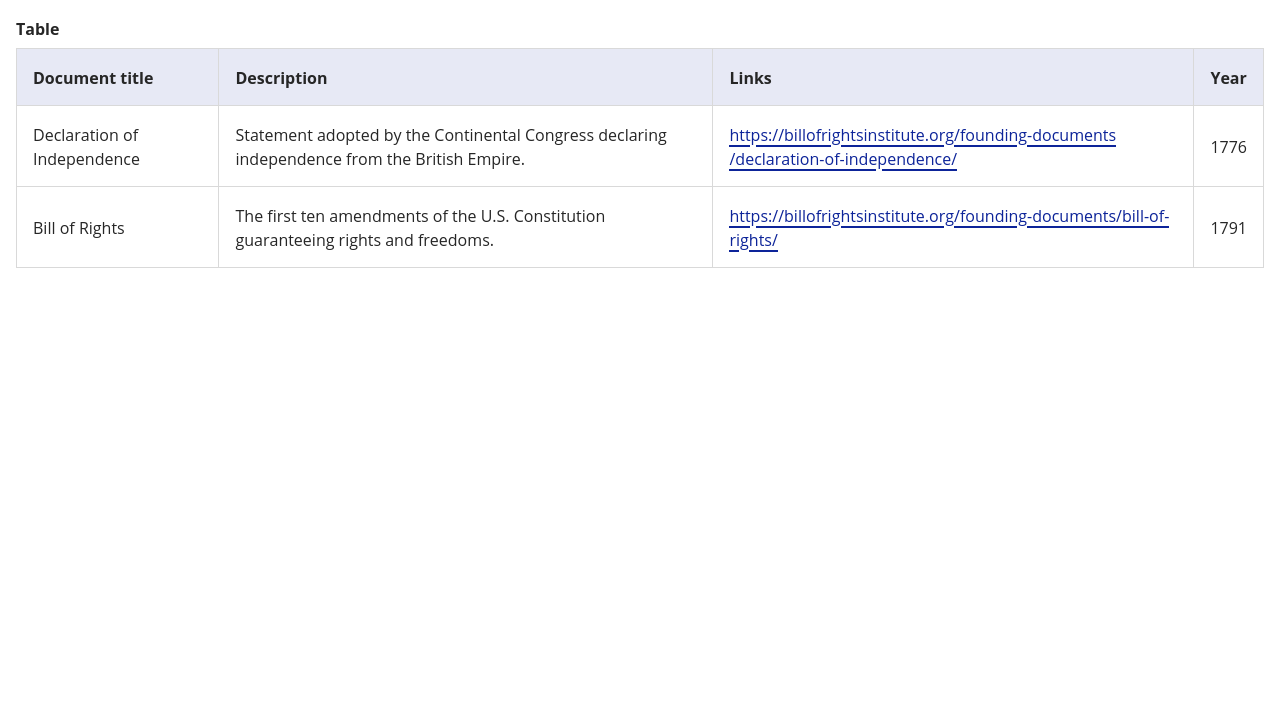 Table
Document title Description Links Year
Declaration of Independence Statement adopted by the Continental Congress declaring independence from the British Empire. https://billofrightsinstitute.org/founding-documents/declaration-of-independence/ 1776
Bill of Rights The first ten amendments of the U.S. Constitution guaranteeing rights and freedoms. https://billofrightsinstitute.org/founding-documents/bill-of-rights/ 1791